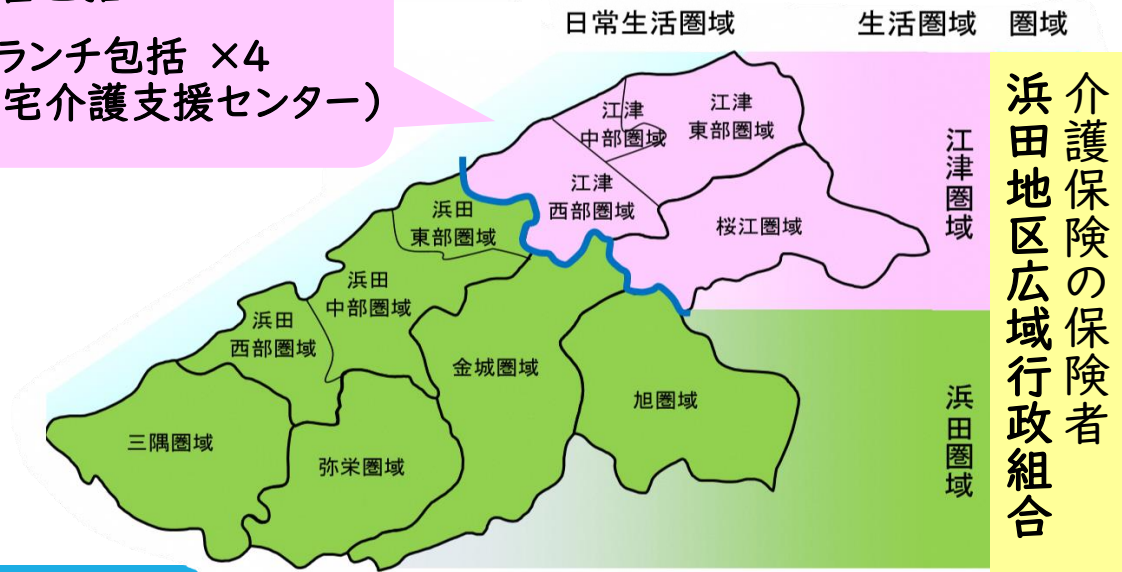 ランチ包括 ×4
宅介護支援センター）
日常生活圏域
生活圏域
圏域
江津
中部圏域
江津
東部圏域
江津
西部圏域
桜江圏域
浜田
東部圏域
浜田
中部圏域
浜田
西部圏域
金城圏域
旭圏域
三隅圏域
弥栄圏域
江津圏域
浜田圏域
介護保険の保険者
浜田地区広域行政組合